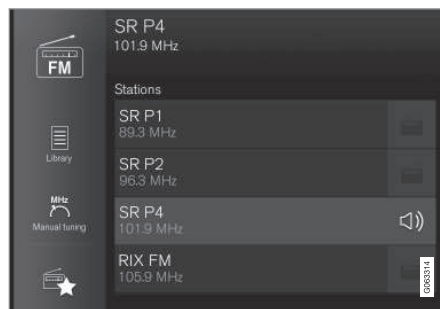 SR P4
101.9 MHz
FM
Stations
SR P1
89.3 MHz
Library
SR P2
96.3 MHz
MHz
Manual tuning
SR P4
101.9 MHz
RIX FM
105.9 MHz
G063314